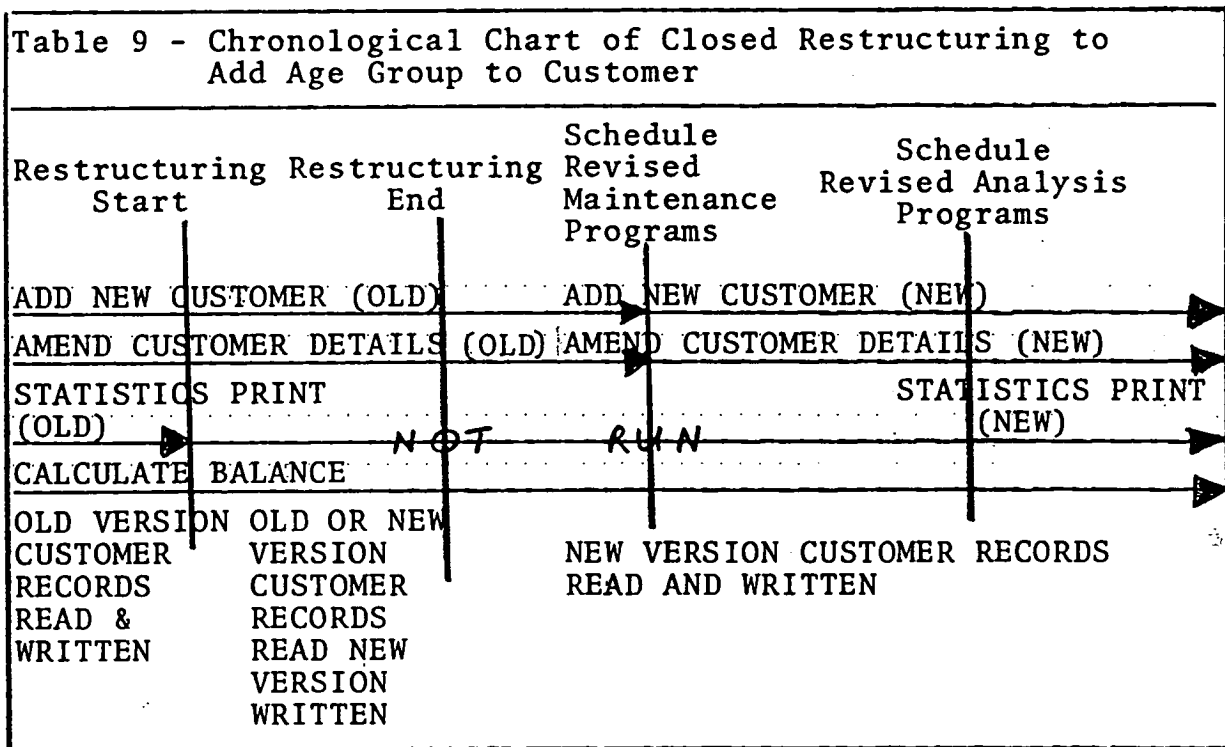 Table 9 - Chronological Chart of Closed Restructuring to
Add Age Group to Customer
Restructuring Start
Restructuring End
Schedule Revised Maintenance Programs
Schedule Revised Analysis Programs
ADD NEW CUSTOMER (OLD) ADD NEW CUSTOMER (NEW)
AMEND CUSTOMER DETAILS (OLD) AMEND CUSTOMER DETAILS (NEW)
STATISTICS PRINT
(OLD)
NOT RUN
STATISTICS PRINT
(NEW)
CALCULATE BALANCE
OLD VERSION
CUSTOMER
RECORDS
READ &
WRITTEN
OLD OR NEW
VERSION
CUSTOMER
RECORDS
READ NEW
VERSION
WRITTEN
NEW VERSION CUSTOMER RECORDS
READ AND WRITTEN